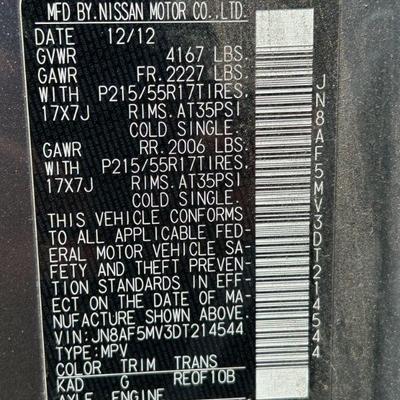 MFD BY.NISSAN MOTOR CO.,LTD.
DATE 12/12
GVWR 4167 LBS.
GAWR FR.2227 LBS.
WITH P215/55R17TIRES.
17X7J RIMS.AT35PSI
COLD SINGLE.
GAWR RR.2006 LBS.
WITH P215/55R17TIRES.
17X7J RIMS.AT35PSI
COLD SINGLE.
THIS VEHICLE CONFORMS
TO ALL APPLICABLE FED-
ERAL MOTOR VEHICLE SA-
FETY AND THEFT PREVEN-
TION STANDARDS IN EFF-
ECT ON THE DATE OF MA-
NUFACTURE SHOWN ABOVE.
VIN:JN8AF5MV3DT214544
TYPE:MPV
COLOR TRIM TRANS
KAD G RE0F10B
AXLE ENGINE
JN8AF5MV3DT214544